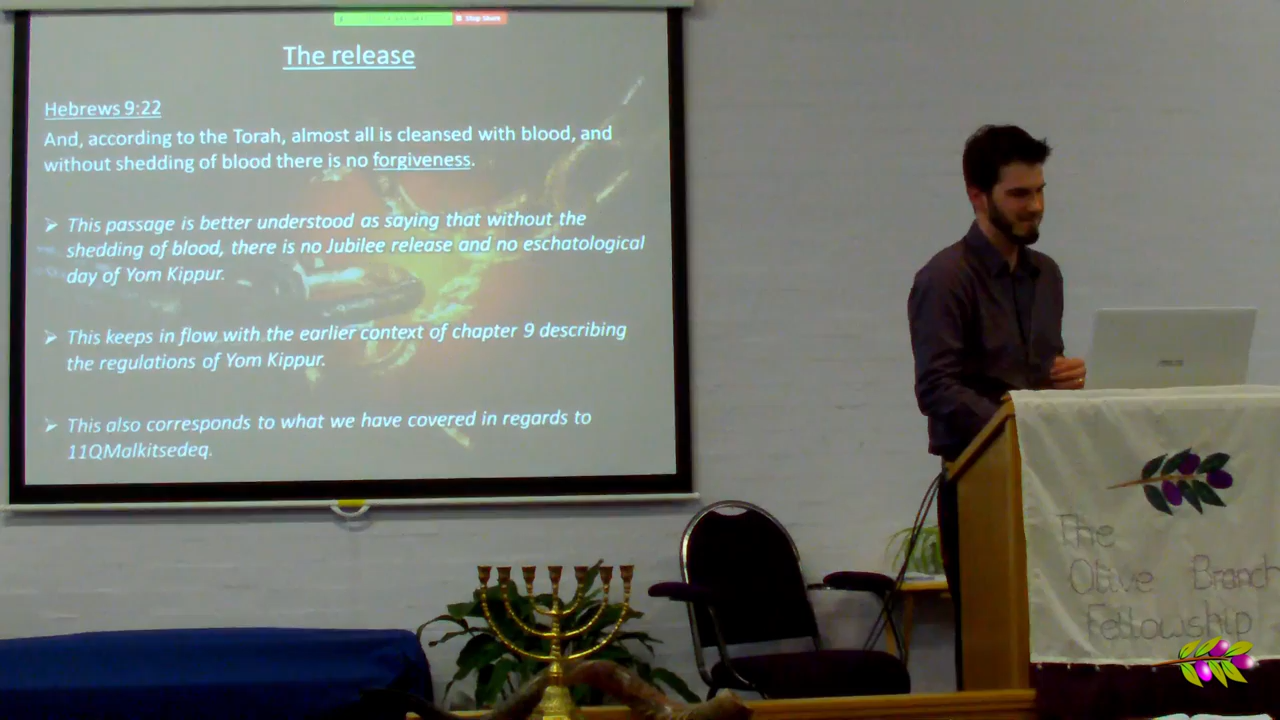 Stop Share
The release
Hebrews 9:22
And, according to the Torah, almost all is cleansed with blood, and
without shedding of blood there is no forgiveness.
➤ This passage is better understood as saying that without the
shedding of blood, there is no Jubilee release and no eschatological
day of Yom Kippur.
➤ This keeps in flow with the earlier context of chapter 9 describing
the regulations of Yom Kippur.
➤ This also corresponds to what we have covered in regards to
11QMalkitsedeq.
The
Olive Branch
Fellowship